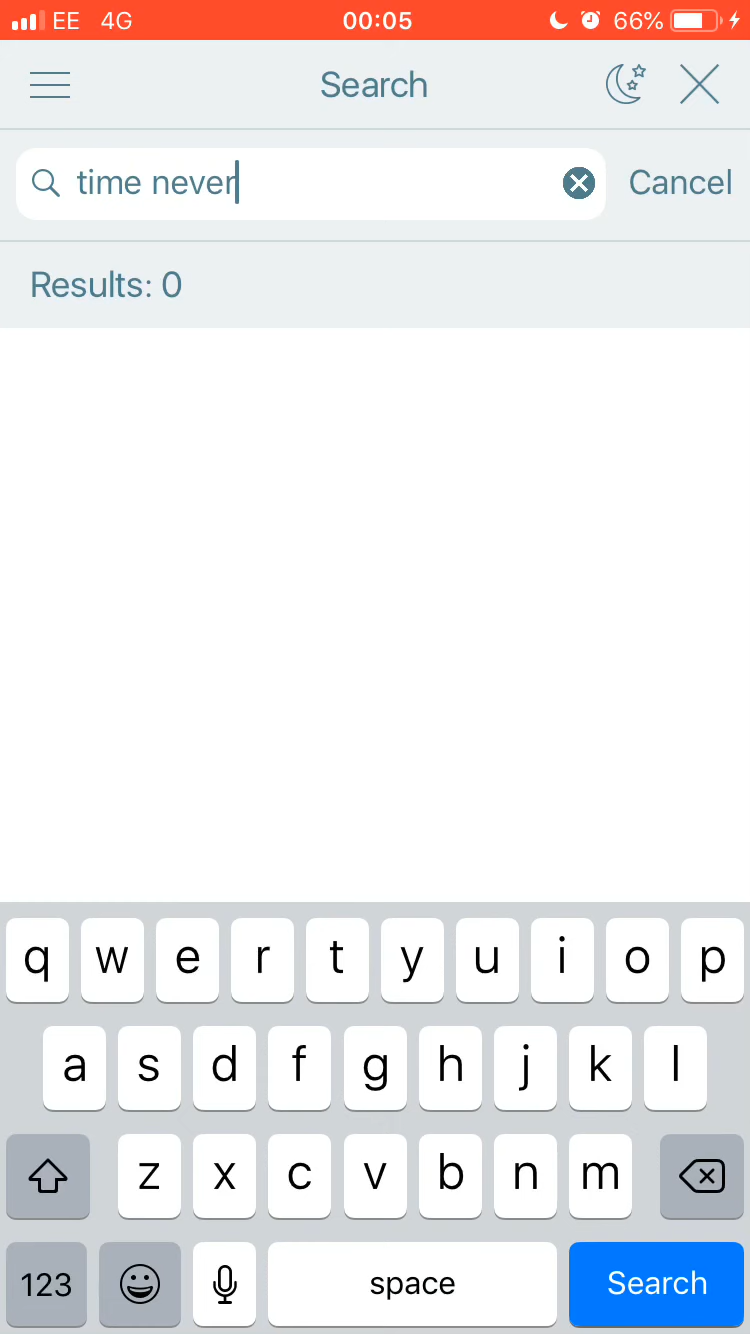 EE 4G 00:05 66%
Search
time never Cancel
Results: 0
q w e r t y u i o p
a s d f g h j k l
z x c v b n m
123 space Search